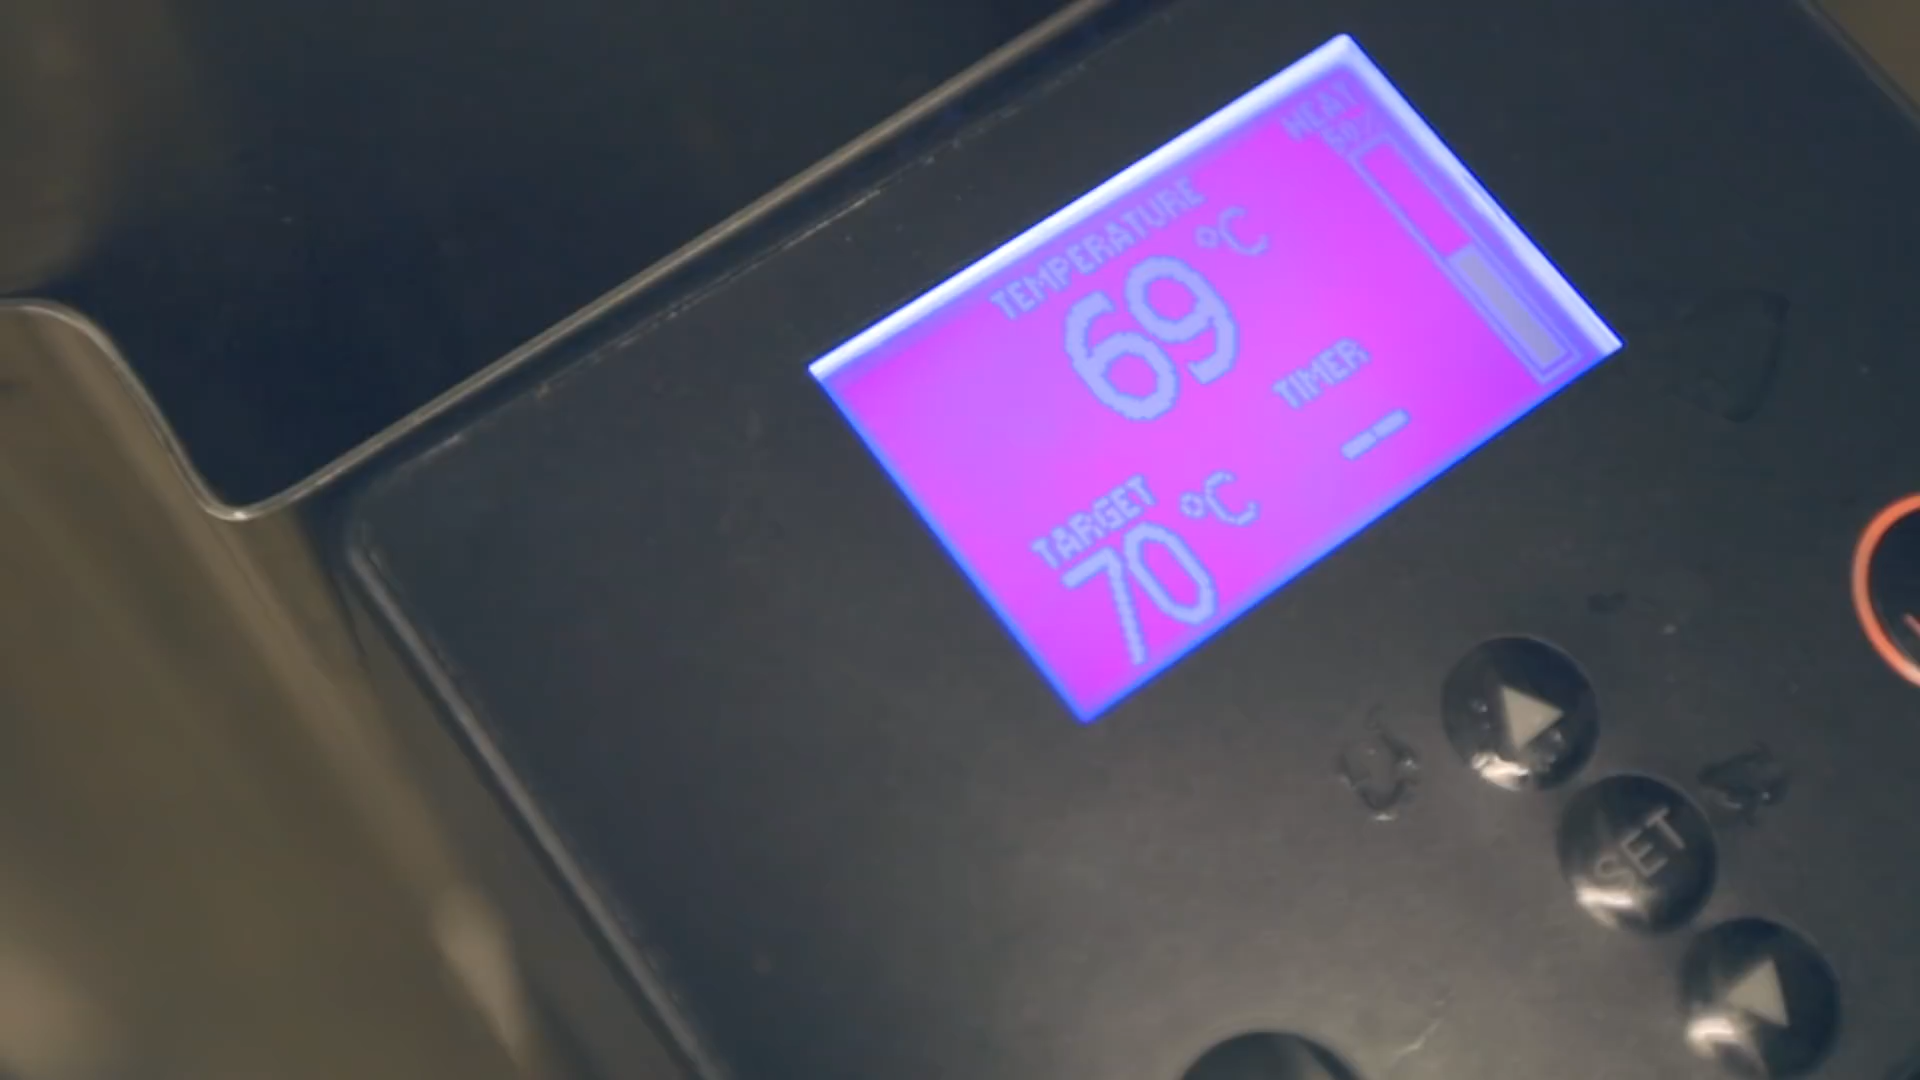 HEAT
TEMPERATURE
69 °C
TARGET
70 °C
TIMER
--
SET